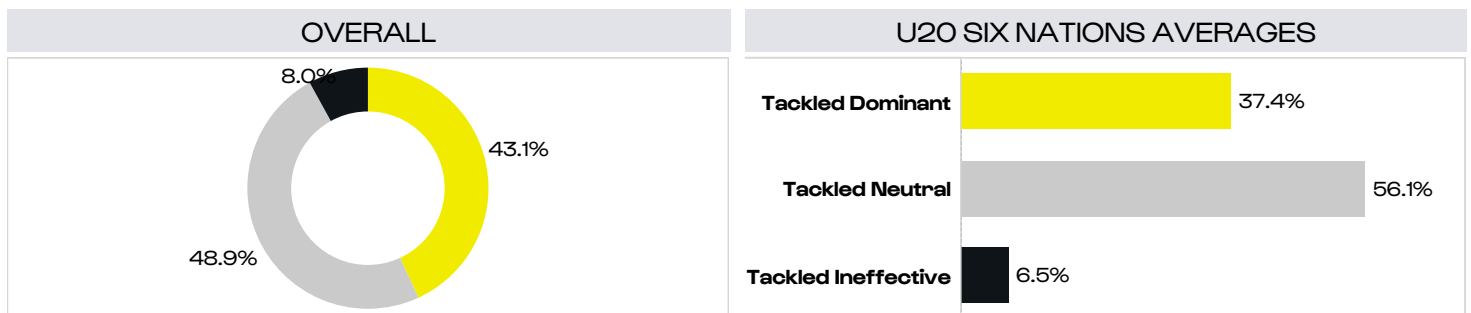 OVERALL
8.0%
43.1%
48.9%
U20 SIX NATIONS AVERAGES
Tackled Dominant 37.4%
Tackled Neutral 56.1%
Tackled Ineffective 6.5%